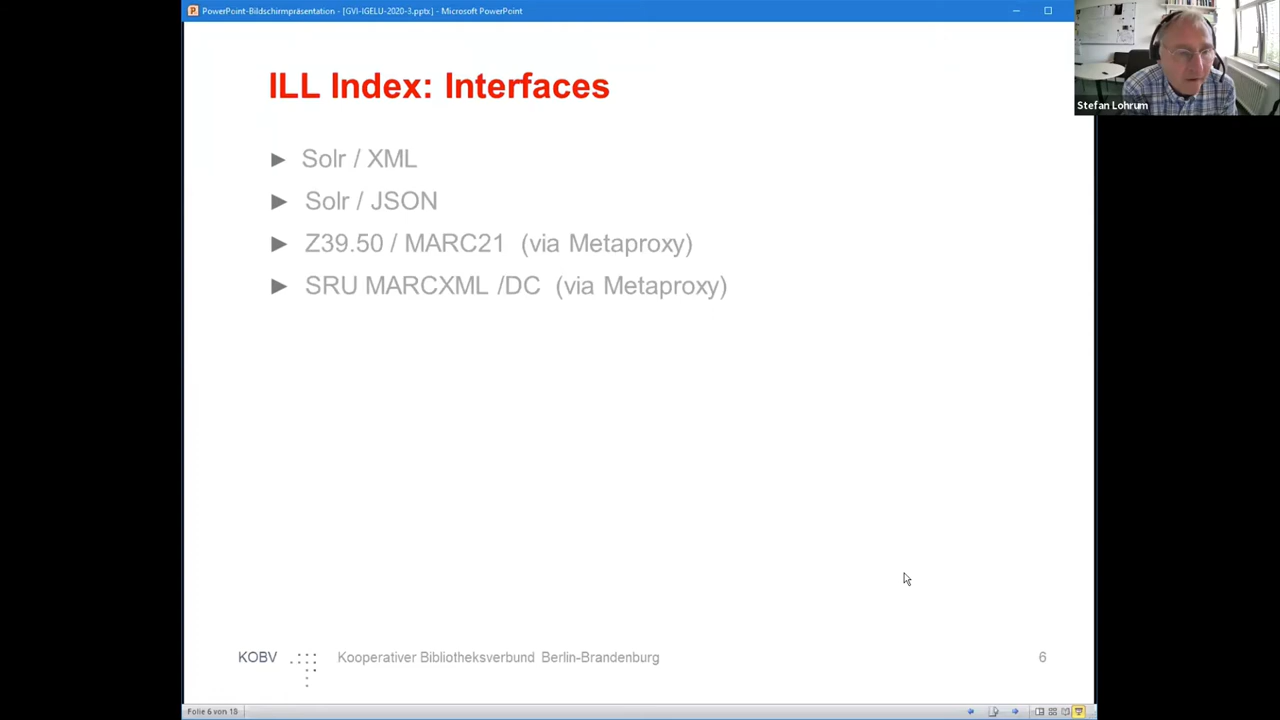 PowerPoint-Bildschirmpräsentation - [GVI-IGELU-2020-3.pptx] - Microsoft PowerPoint
Stefan Lohrum
ILL Index: Interfaces
► Solr / XML
► Solr / JSON
► Z39.50 / MARC21 (via Metaproxy)
► SRU MARCXML /DC (via Metaproxy)
KOBV Kooperativer Bibliotheksverbund Berlin-Brandenburg 6
Folie 6 von 18